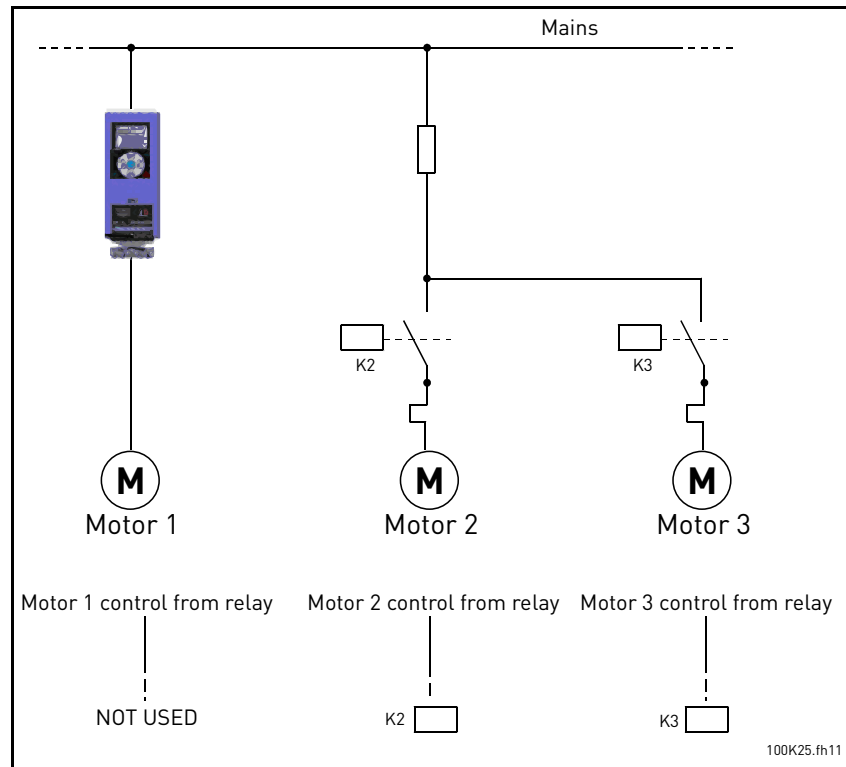 Mains
K2
K3
M
M
M
Motor 1
Motor 2
Motor 3
Motor 1 control from relay
Motor 2 control from relay
Motor 3 control from relay
NOT USED
K2
K3
100K25.fh11